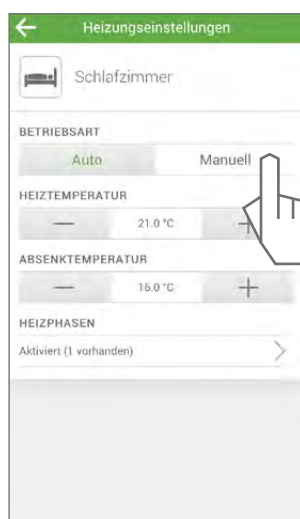 Heizungseinstellungen
Schlafzimmer
BETRIEBSART
Auto Manuell
HEIZTEMPERATUR
— 21.0 °C +
ABSENKTEMPERATUR
— 16.0 °C +
HEIZPHASEN
Aktiviert (1 vorhanden)